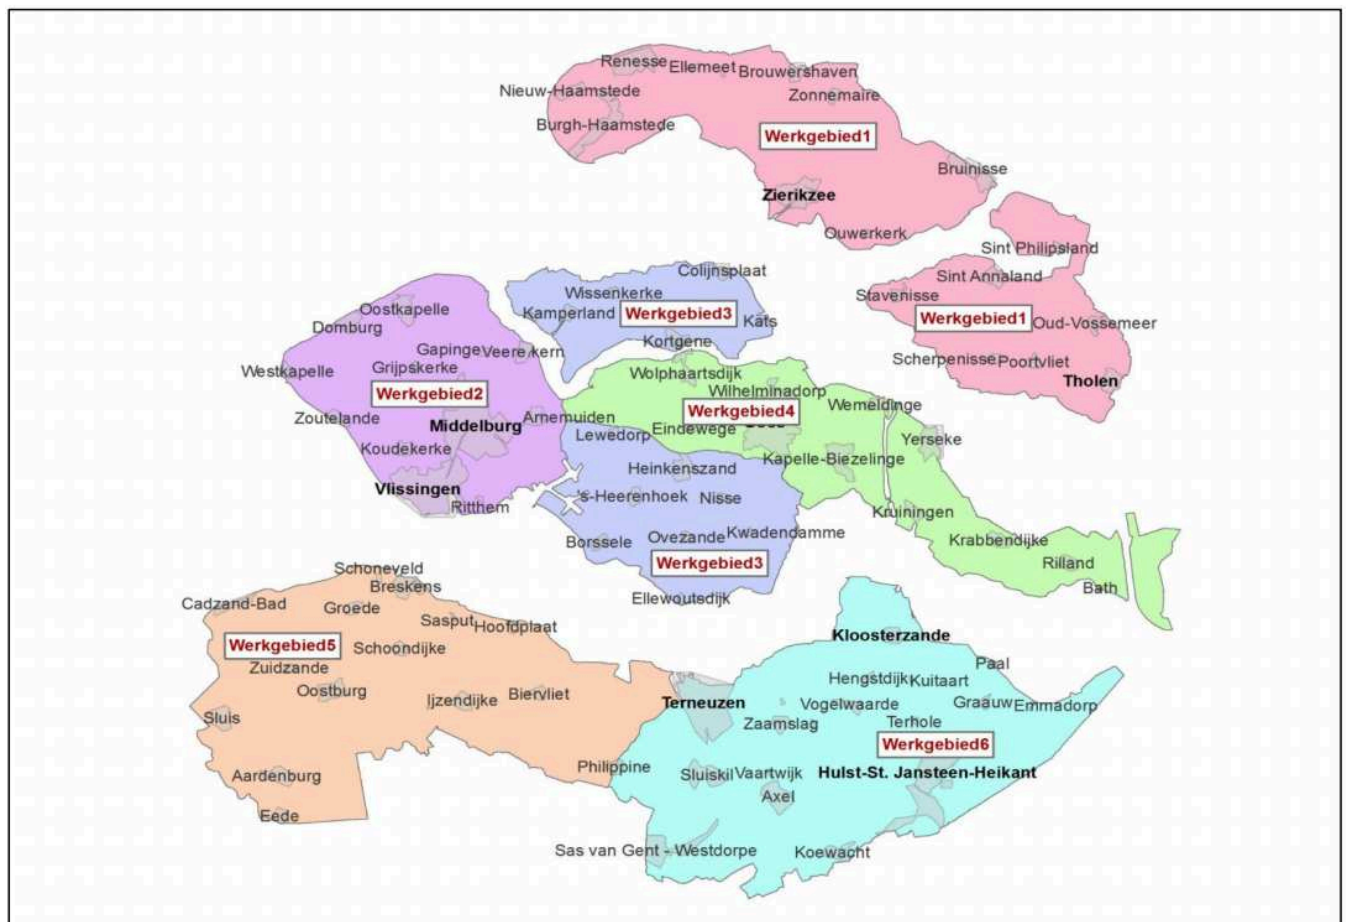 Renesse
Ellemeet
Brouwershaven
Nieuw-Haamstede
Zonnemaire
Burgh-Haamstede
Werkgebied1
Bruinisse
Zierikzee
Ouwerkerk
Sint Philipsland
Colijnsplaat
Sint Annaland
Wissenkerke
Stavenisse
Oostkapelle
Kamperland
Werkgebied3
Kats
Werkgebied1
Oud-Vossemeer
Domburg
Kortgene
Gapinge
Veere kern
Scherpenisse
Poortvliet
Westkapelle
Grijpskerke
Wolphaartsdijk
Tholen
Werkgebied2
Wilhelminadorp
Wemeldinge
Werkgebied4
Zoutelande
Arnemuiden
Middelburg
Eindewege
Lewedorp
Yerseke
Koudekerke
Kapelle-Biezelinge
Heinkenszand
Vlissingen
's-Heerenhoek
Nisse
Ritthem
Kruiningen
Borssele
Ovezande
Kwadendamme
Krabbendijke
Werkgebied3
Rilland
Schoneveld
Breskens
Bath
Cadzand-Bad
Groede
Ellewoutsdijk
Sasput
Hoofdplaat
Werkgebied5
Schoondijke
Kloosterzande
Zuidzande
Paal
Oostburg
Hengstdijk
Kuitaart
Ijzendijke
Biervliet
Terneuzen
Vogelwaarde
Graauw
Emmadorp
Sluis
Zaamslag
Terhole
Werkgebied6
Aardenburg
Philippine
Sluiskil
Vaartwijk
Hulst-St. Jansteen-Heikant
Axel
Eede
Sas van Gent - Westdorpe
Koewacht